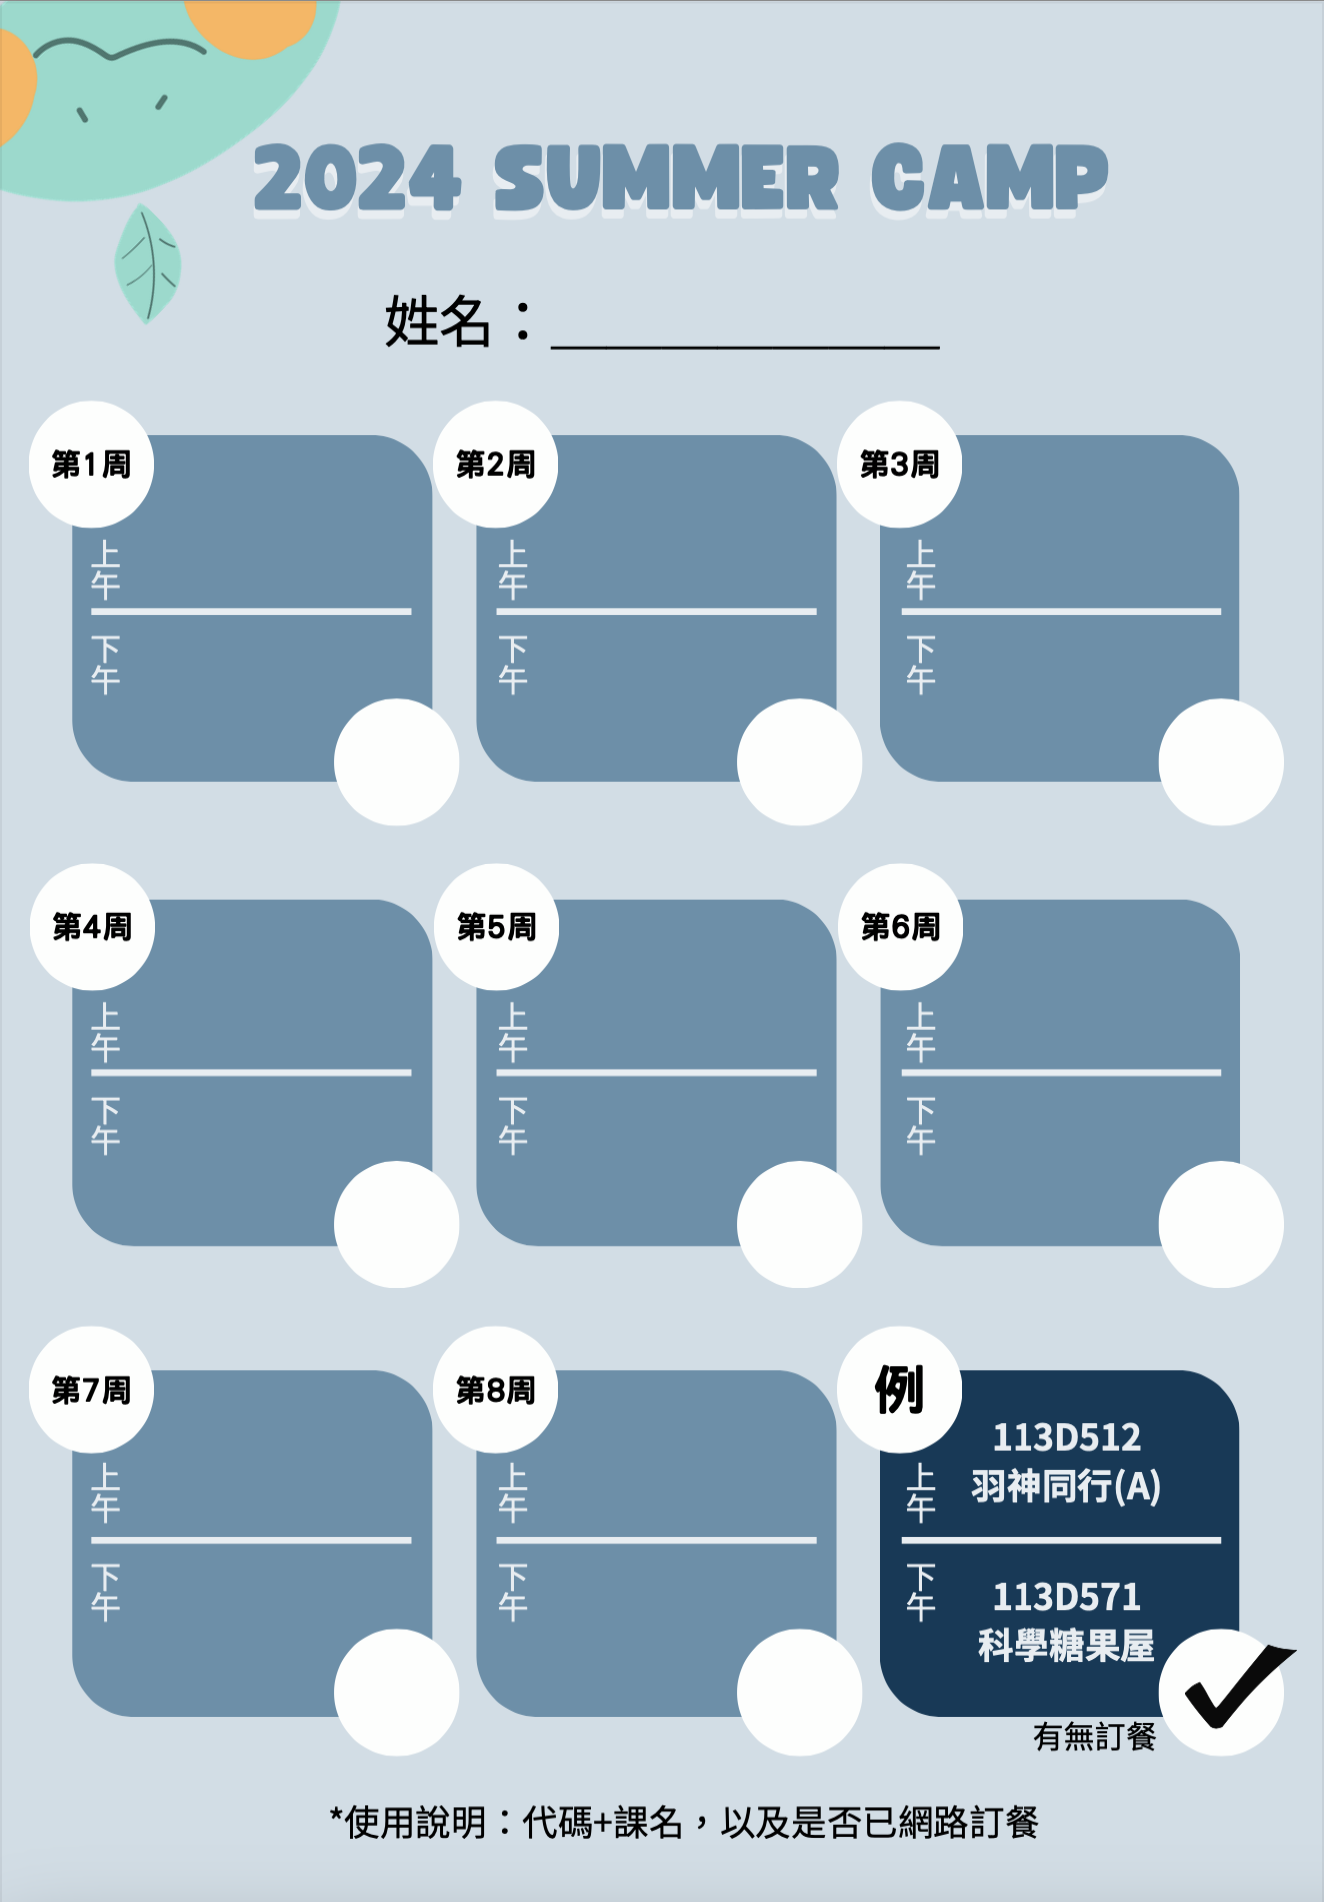 2024 SUMMER CAMP
姓名：______________
第1周
上午
下午
第2周
上午
下午
第3周
上午
下午
第4周
上午
下午
第5周
上午
下午
第6周
上午
下午
第7周
上午
下午
第8周
上午
下午
例
上午
113D512
羽神同行(A)
下午
113D571
科學糖果屋
有無訂餐
*使用說明：代碼+課名，以及是否已網路訂餐